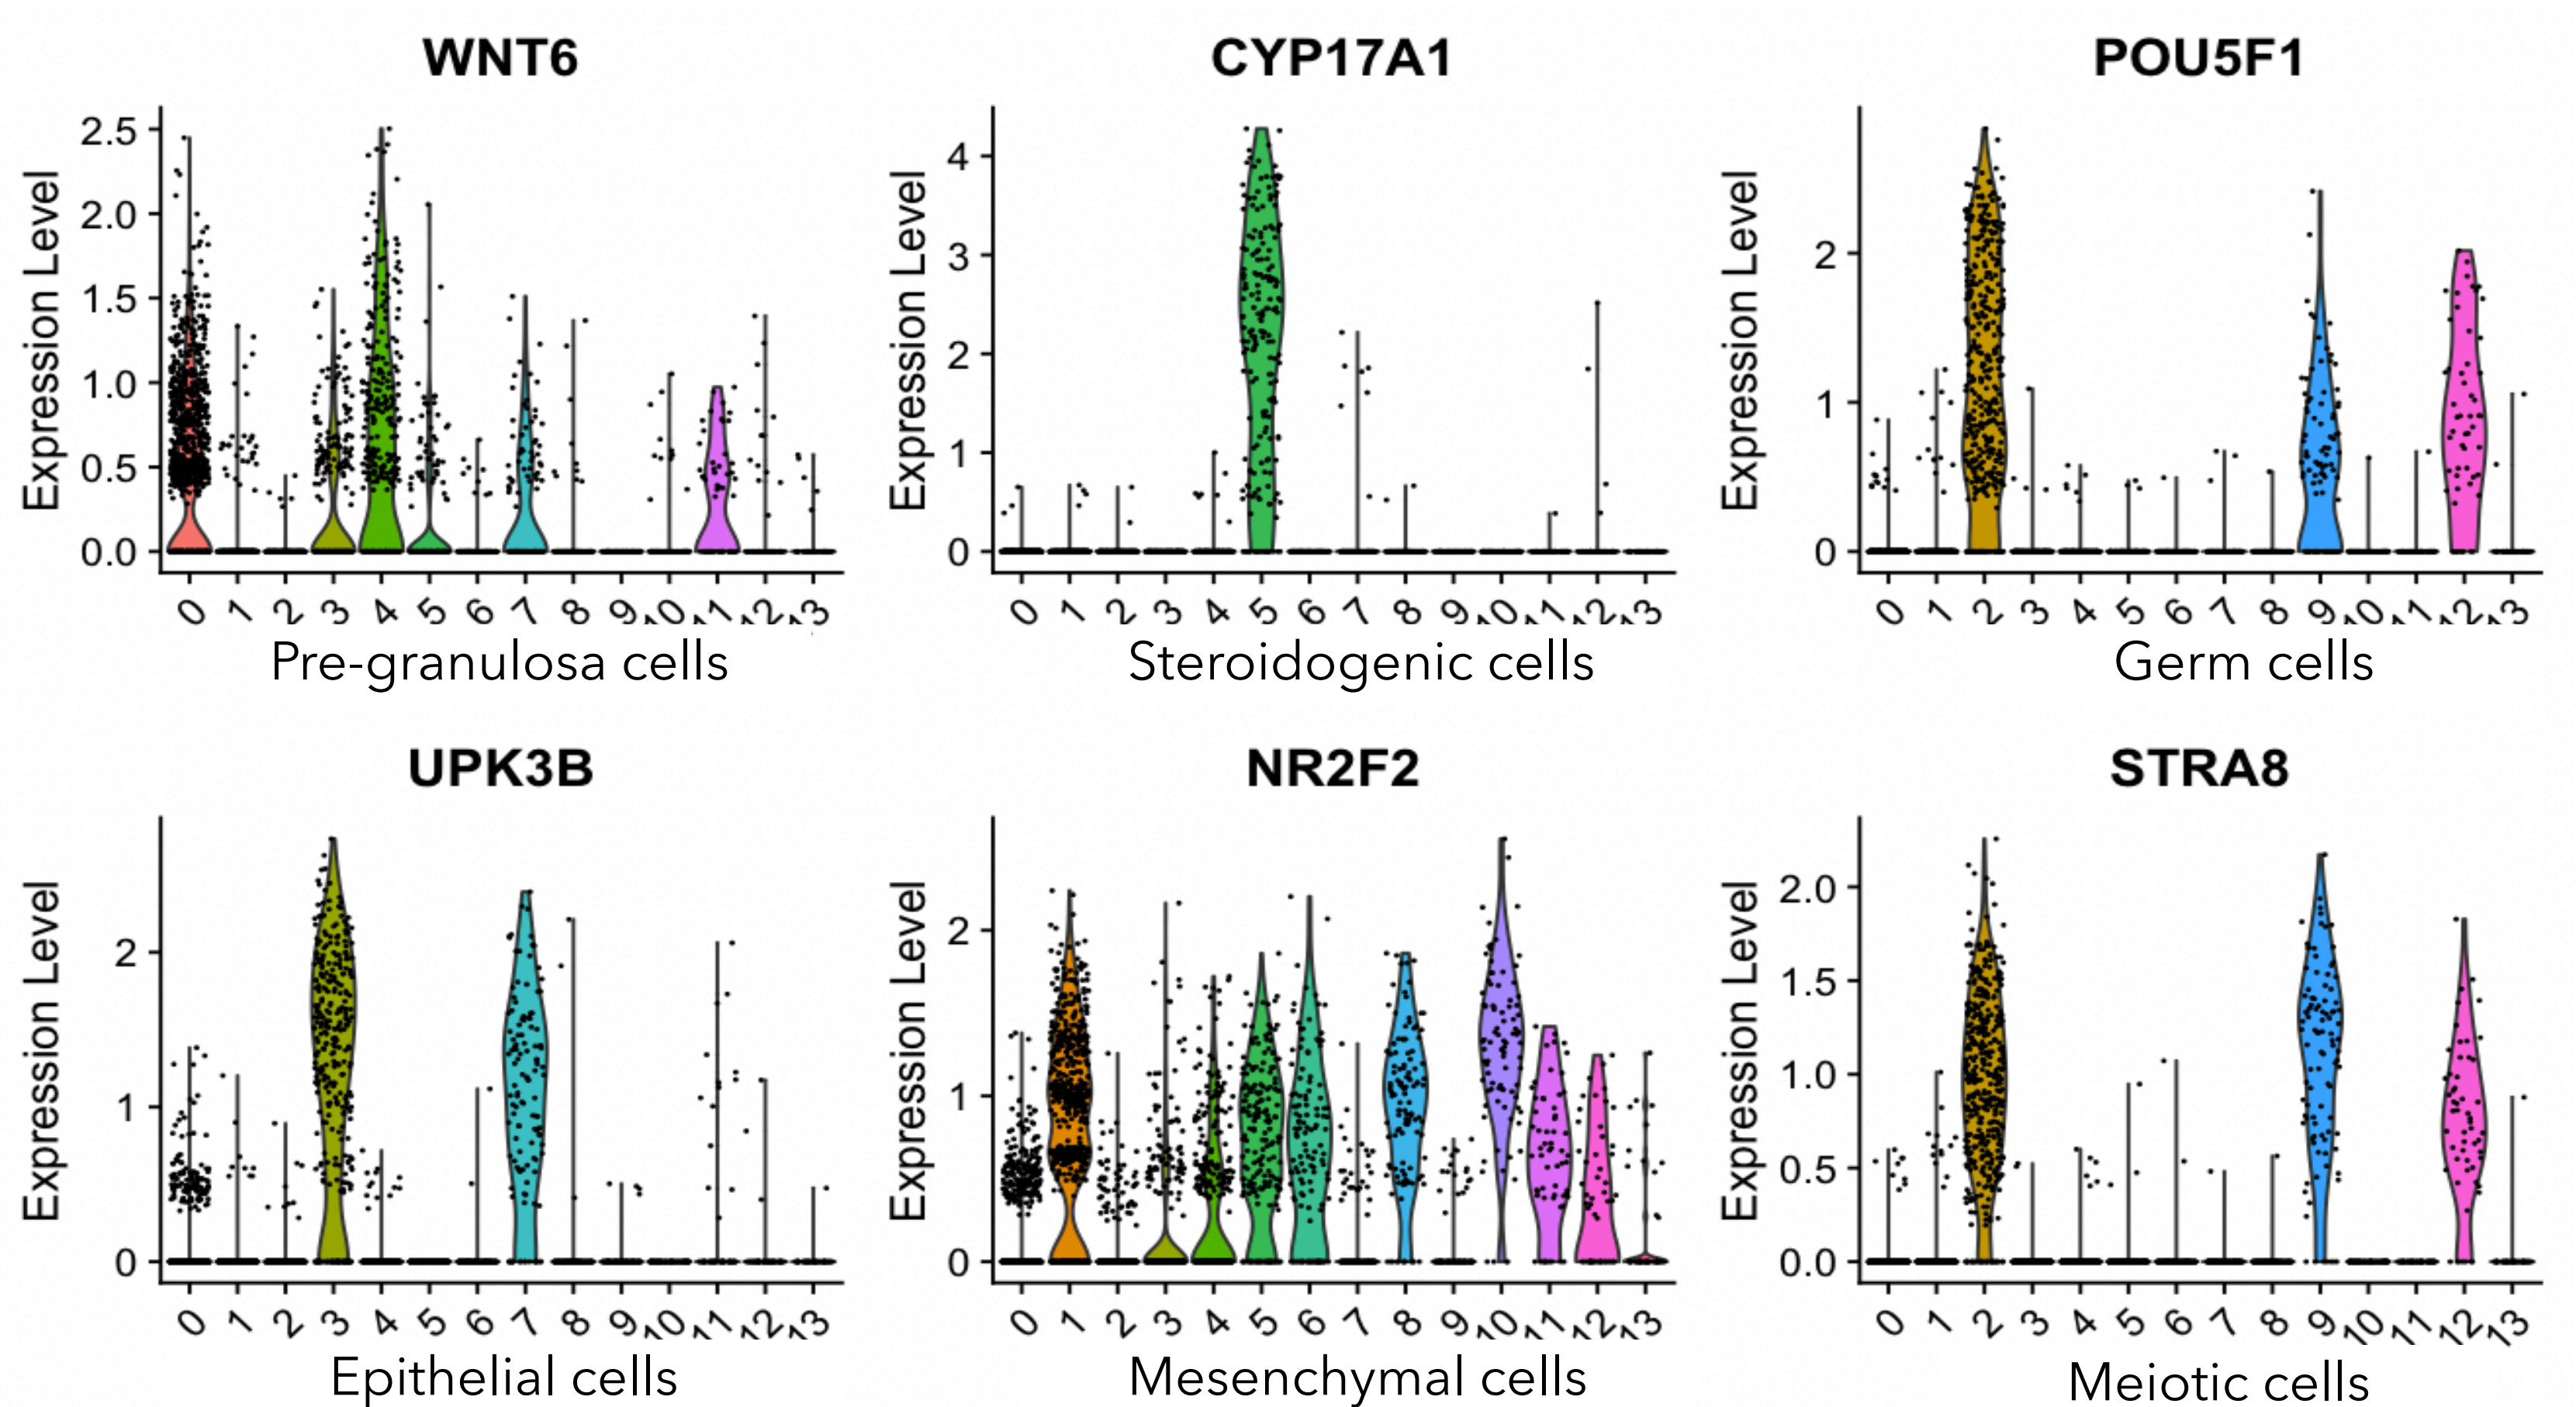 WNT6 CYP17A1 POU5F1
Expression Level
2.5
2.0
1.5
1.0
0.5
0.0
0 1 2 3 4 5 6 7 8 9 10 11 12 13
Expression Level
4
3
2
1
0
0 1 2 3 4 5 6 7 8 9 10 11 12 13
Expression Level
2
1
0
0 1 2 3 4 5 6 7 8 9 10 11 12 13
Pre-granulosa cells Steroidogenic cells Germ cells
UPK3B NR2F2 STRA8
Expression Level
2
1
0
0 1 2 3 4 5 6 7 8 9 10 11 12 13
Expression Level
2
1
0
0 1 2 3 4 5 6 7 8 9 10 11 12 13
Expression Level
2.0
1.5
1.0
0.5
0.0
0 1 2 3 4 5 6 7 8 9 10 11 12 13
Epithelial cells Mesenchymal cells Meiotic cells